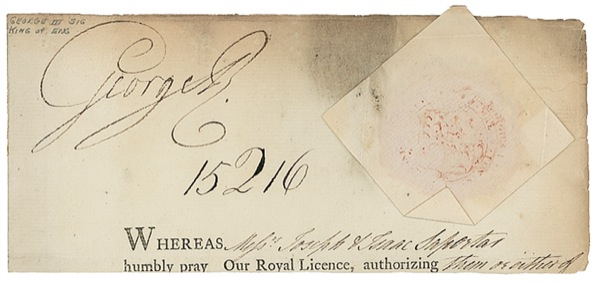 GEORGE III SIG
KING OF ENG
George R.
15216
WHEREAS Messrs Joseph & Isaac
humbly pray Our Royal Licence, authorizing them or either of